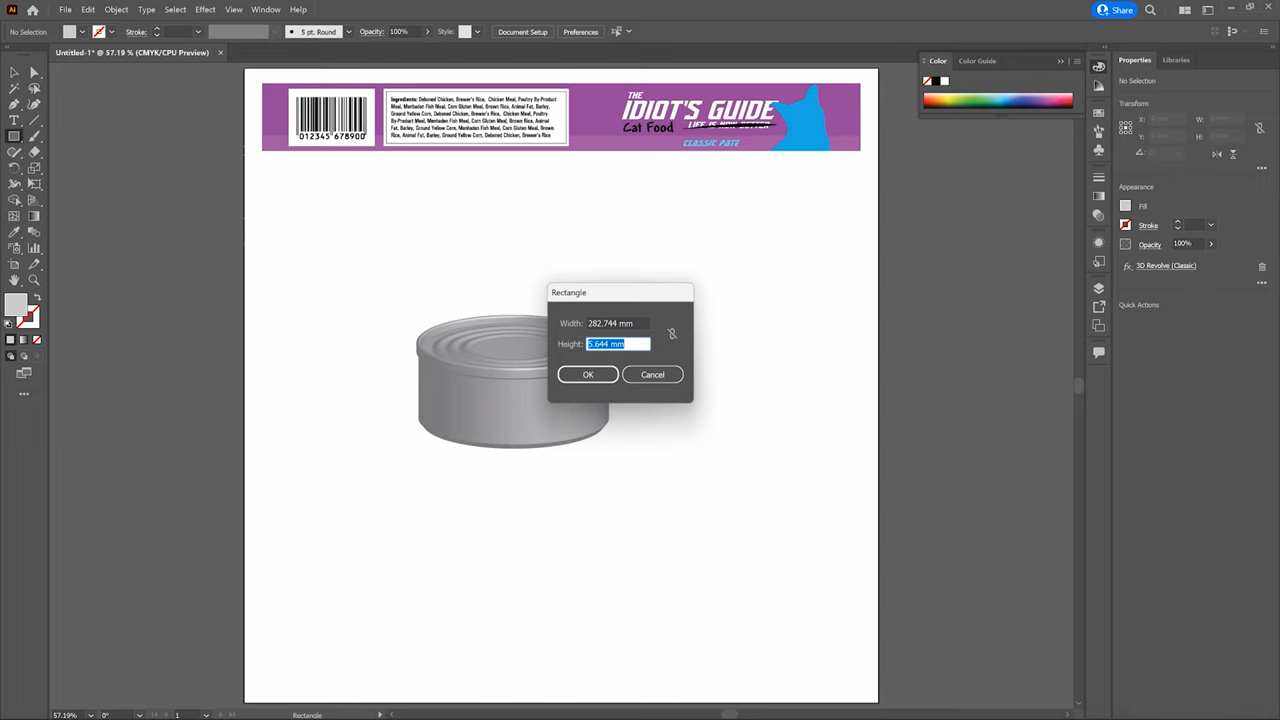 File Edit Object Type Select Effect View Window Help
Share
No Selection
Stroke:
5 pt. Round
Opacity: 100%
Style:
Document Setup
Preferences
Untitled-1* @ 57.19 % (CMYK/CPU Preview)
Color
Color Guide
Properties
Libraries
No Selection
Transform
X:
W:
Y:
H:
Appearance
Fill
Stroke
Opacity 100%
fx 3D Revolve (Classic)
Quick Actions
012345 678900
Ingredients: Deboned Chicken, Brewer's Rice, Chicken Meal, Poultry By-Product
Meal, Menhaden Fish Meal, Corn Gluten Meal, Brown Rice, Animal Fat, Barley,
Ground Yellow Corn, Deboned Chicken, Brewer's Rice, Chicken Meal, Poultry
By-Product Meal, Menhaden Fish Meal, Corn Gluten Meal, Brown Rice, Animal
Fat, Barley, Ground Yellow Corn, Menhaden Fish Meal, Corn Gluten Meal, Brown
Rice, Animal Fat, Barley, Ground Yellow Corn, Deboned Chicken, Brewer's Rice
THE
IDIOT'S GUIDE
Cat Food
LIFE IS NOW BETTER
CLASSIC PATE
Rectangle
Width: 282.744 mm
Height: 5.644 mm
OK
Cancel
57.19%
0°
1
Rectangle